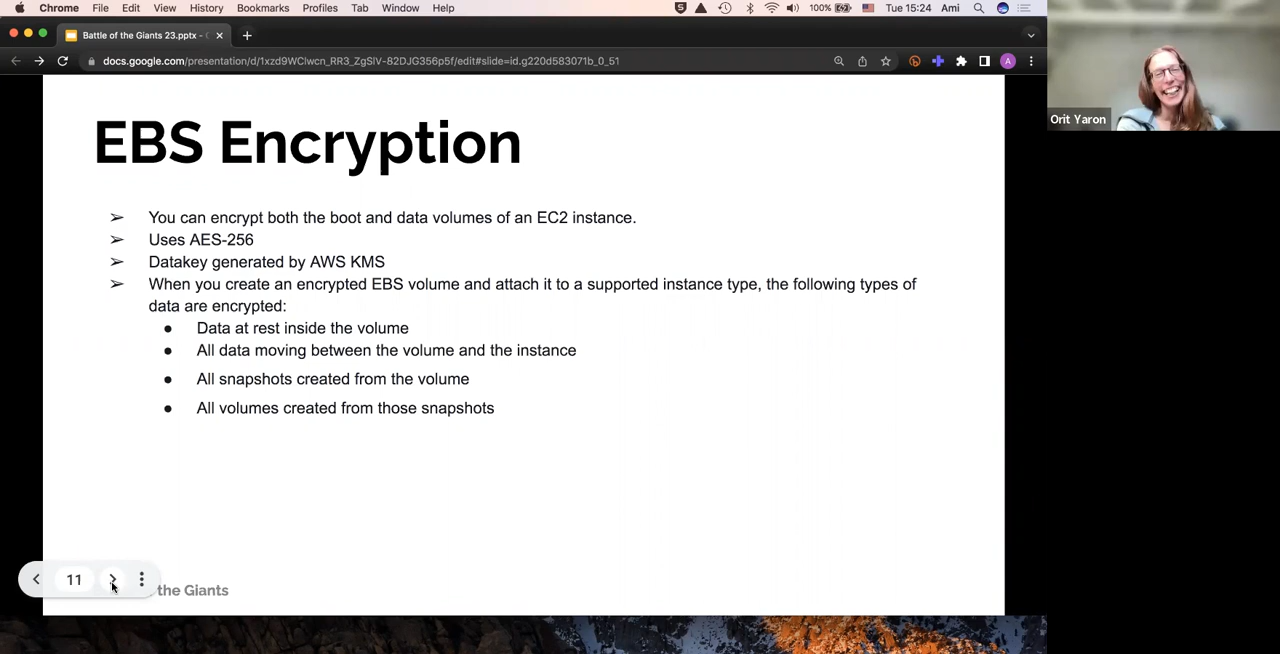 Chrome File Edit View History Bookmarks Profiles Tab Window Help 100% Tue 15:24 Ami
Battle of the Giants 23.pptx - G
docs.google.com/presentation/d/1xzd9WClwcn_RR3_ZgSlV-82DJG356p5f/edit#slide=id.g220d583071b_0_51
A
Orit Yaron
EBS Encryption
➢ You can encrypt both the boot and data volumes of an EC2 instance.
➢ Uses AES-256
➢ Datakey generated by AWS KMS
➢ When you create an encrypted EBS volume and attach it to a supported instance type, the following types of
data are encrypted:
● Data at rest inside the volume
● All data moving between the volume and the instance
● All snapshots created from the volume
● All volumes created from those snapshots
11
the Giants